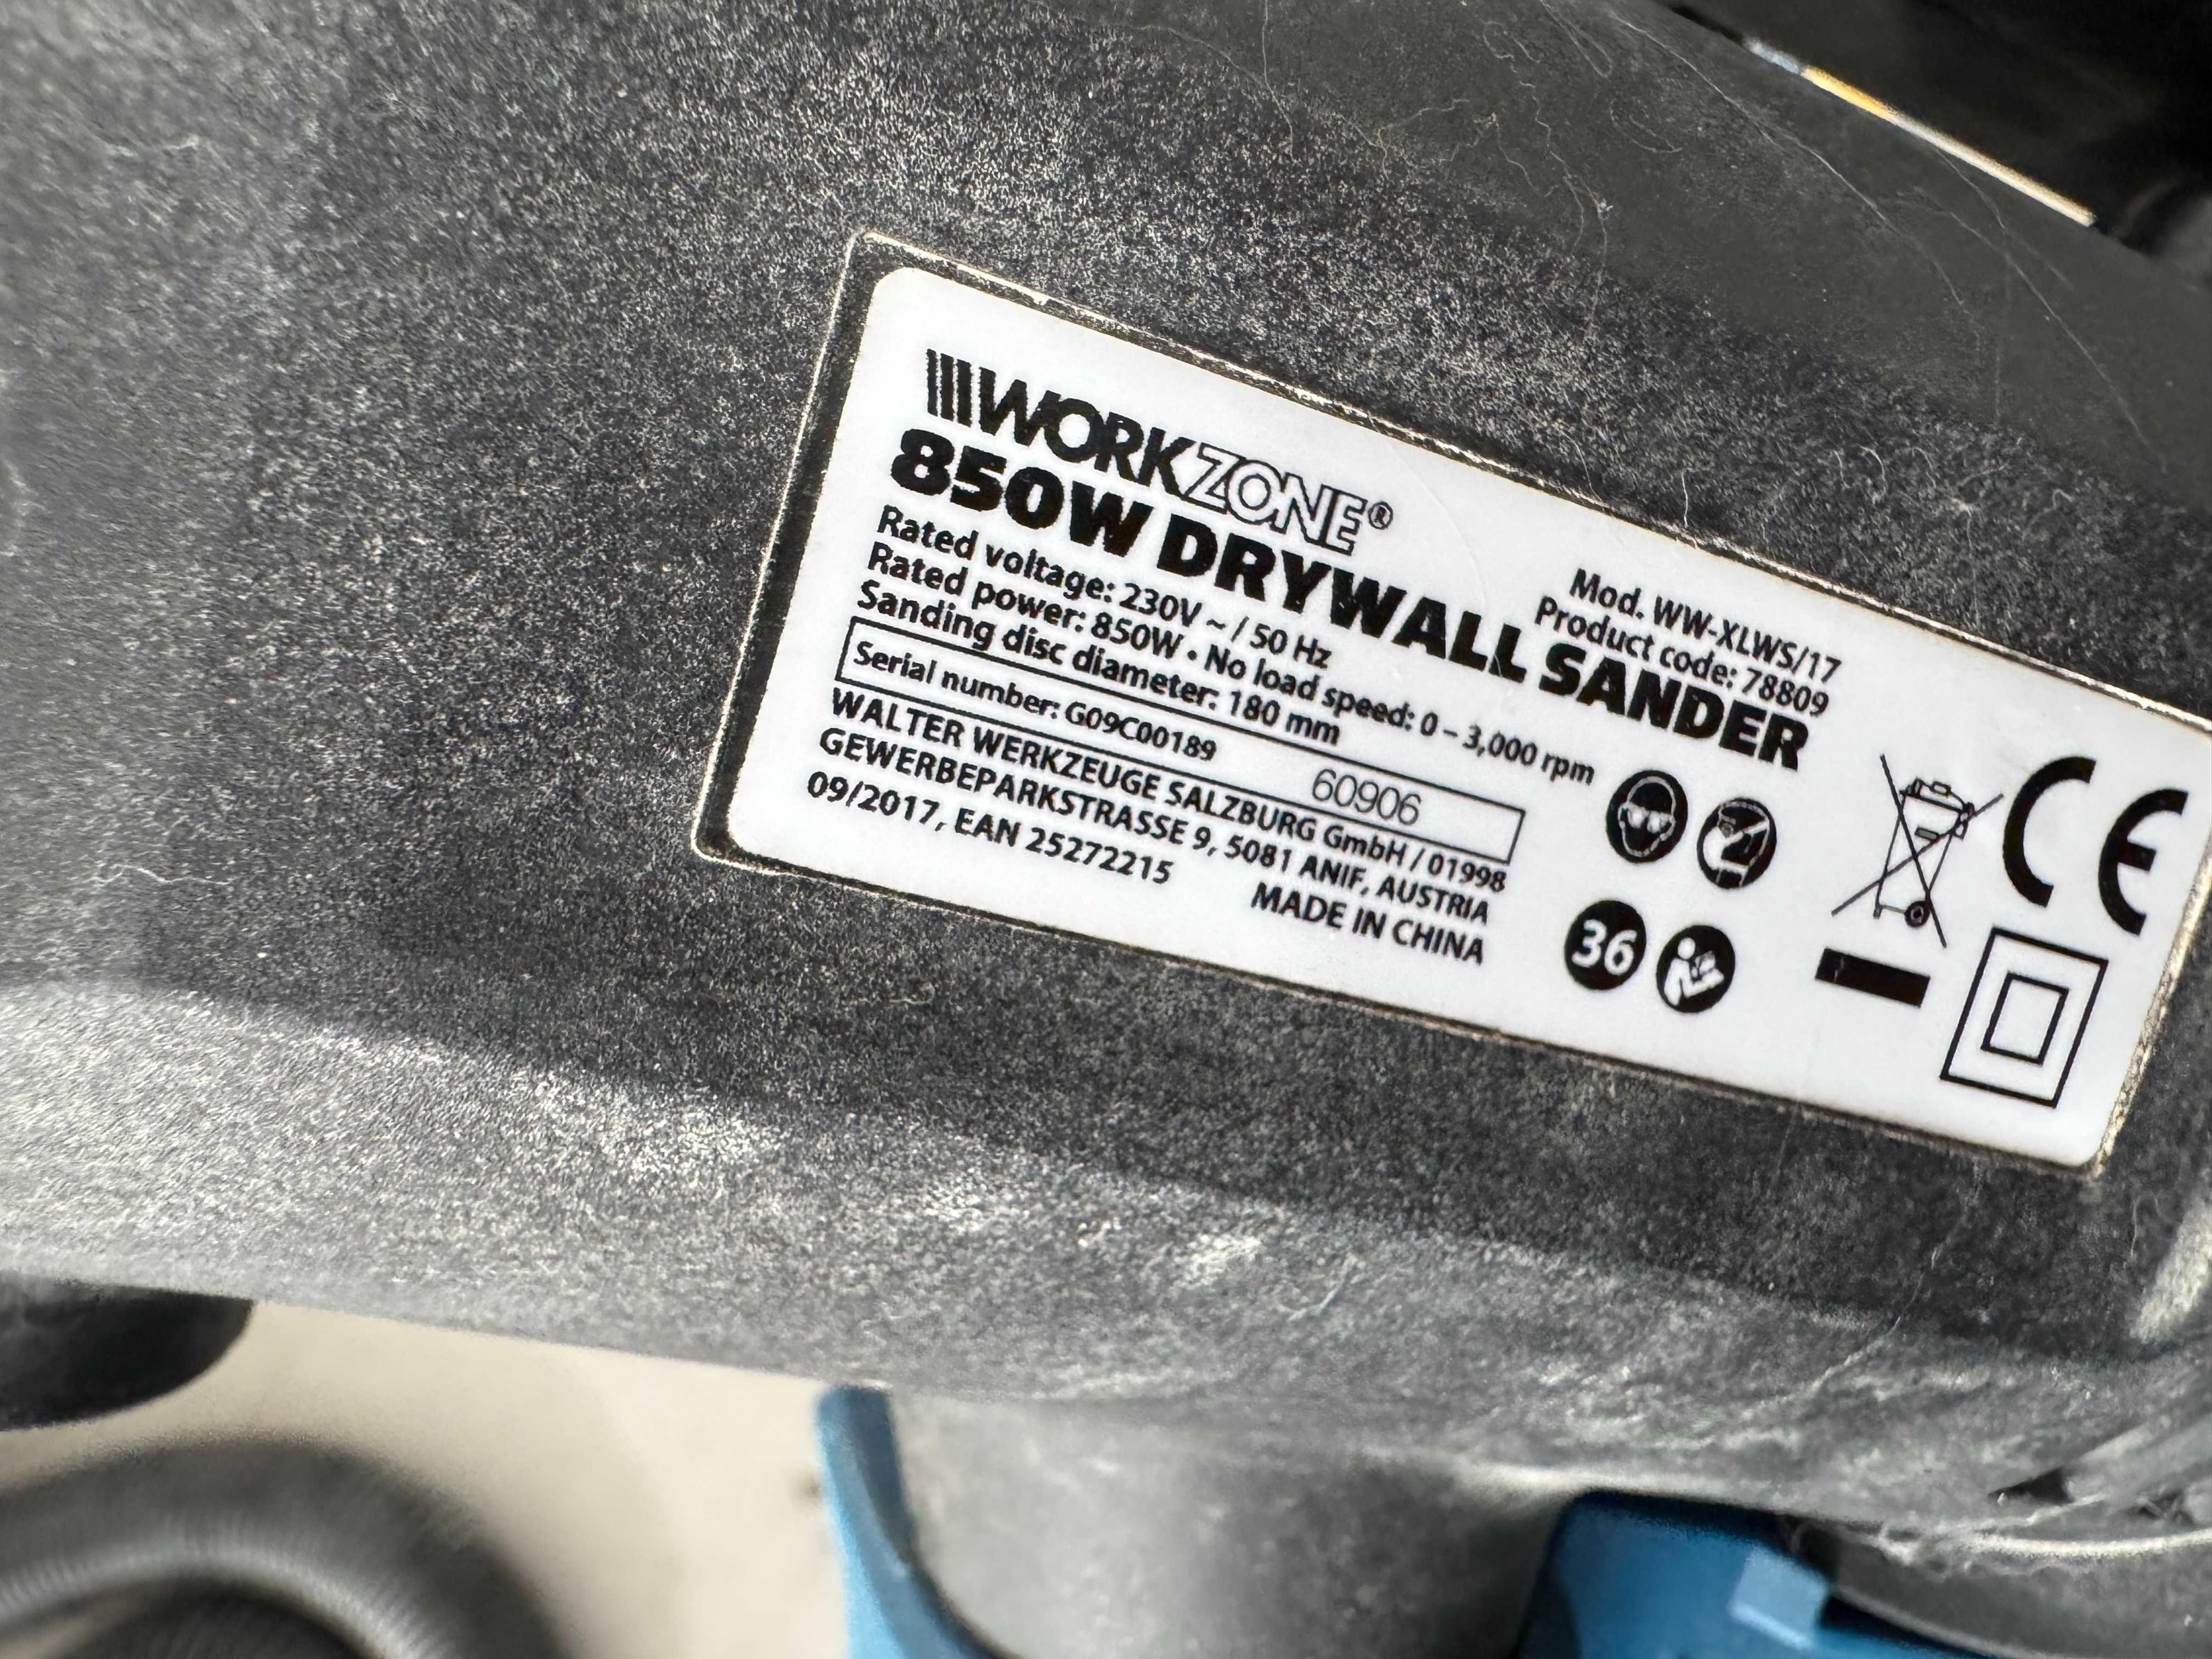 WORKZONE®
Mod. WW-XLWS/17
Product code: 78809
850W DRYWALL SANDER
Rated voltage: 230V ~ / 50 Hz
Rated power: 850W • No load speed: 0 – 3,000 rpm
Sanding disc diameter: 180 mm
Serial number: G09C00189 60906
WALTER WERKZEUGE SALZBURG GmbH / 01998
GEWERBEPARKSTRASSE 9, 5081 ANIF, AUSTRIA
09/2017, EAN 25272215 MADE IN CHINA
36
CE